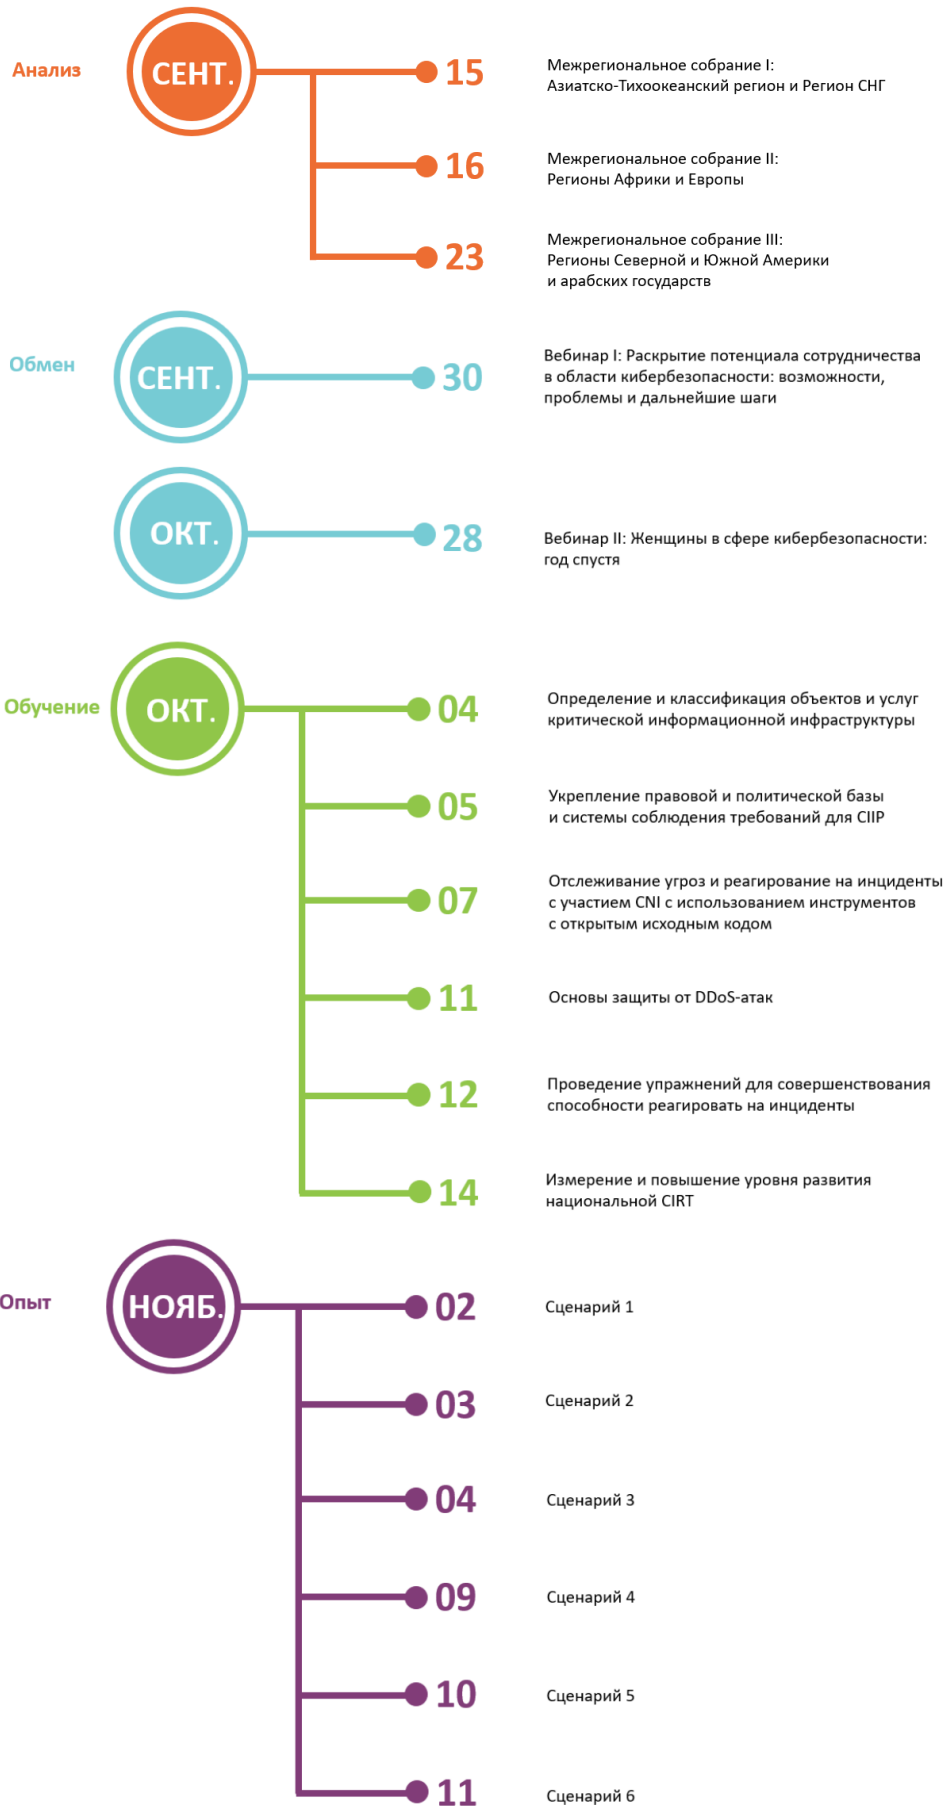 Анализ
СЕНТ.
15
Межрегиональное собрание I:
Азиатско-Тихоокеанский регион и Регион СНГ
16
Межрегиональное собрание II:
Регионы Африки и Европы
23
Межрегиональное собрание III:
Регионы Северной и Южной Америки
и арабских государств
Обмен
СЕНТ.
30
Вебинар I: Раскрытие потенциала сотрудничества
в области кибербезопасности: возможности,
проблемы и дальнейшие шаги
ОКТ.
28
Вебинар II: Женщины в сфере кибербезопасности:
год спустя
Обучение
ОКТ.
04
Определение и классификация объектов и услуг
критической информационной инфраструктуры
05
Укрепление правовой и политической базы
и системы соблюдения требований для CIIP
07
Отслеживание угроз и реагирование на инциденты
с участием CNI с использованием инструментов
с открытым исходным кодом
11
Основы защиты от DDoS-атак
12
Проведение упражнений для совершенствования
способности реагировать на инциденты
14
Измерение и повышение уровня развития
национальной CIRT
Опыт
НОЯБ.
02
Сценарий 1
03
Сценарий 2
04
Сценарий 3
09
Сценарий 4
10
Сценарий 5
11
Сценарий 6